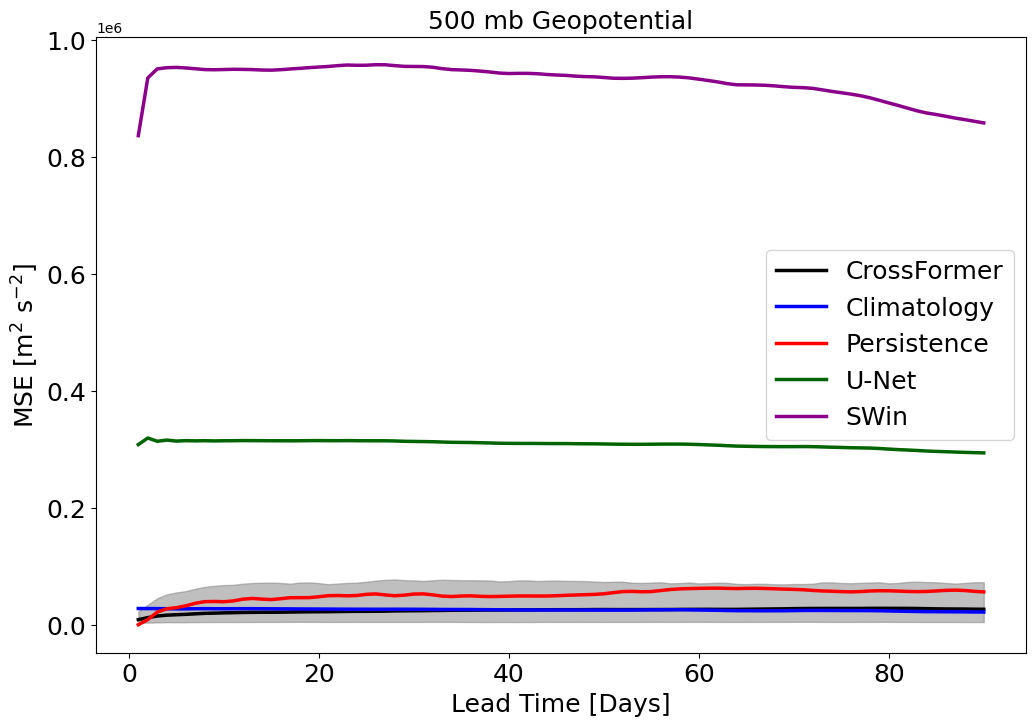 500 mb Geopotential
1e6
1.0
0.8
0.6
0.4
0.2
0.0
MSE [m² s⁻²]
CrossFormer
Climatology
Persistence
U-Net
SWin
0 20 40 60 80
Lead Time [Days]